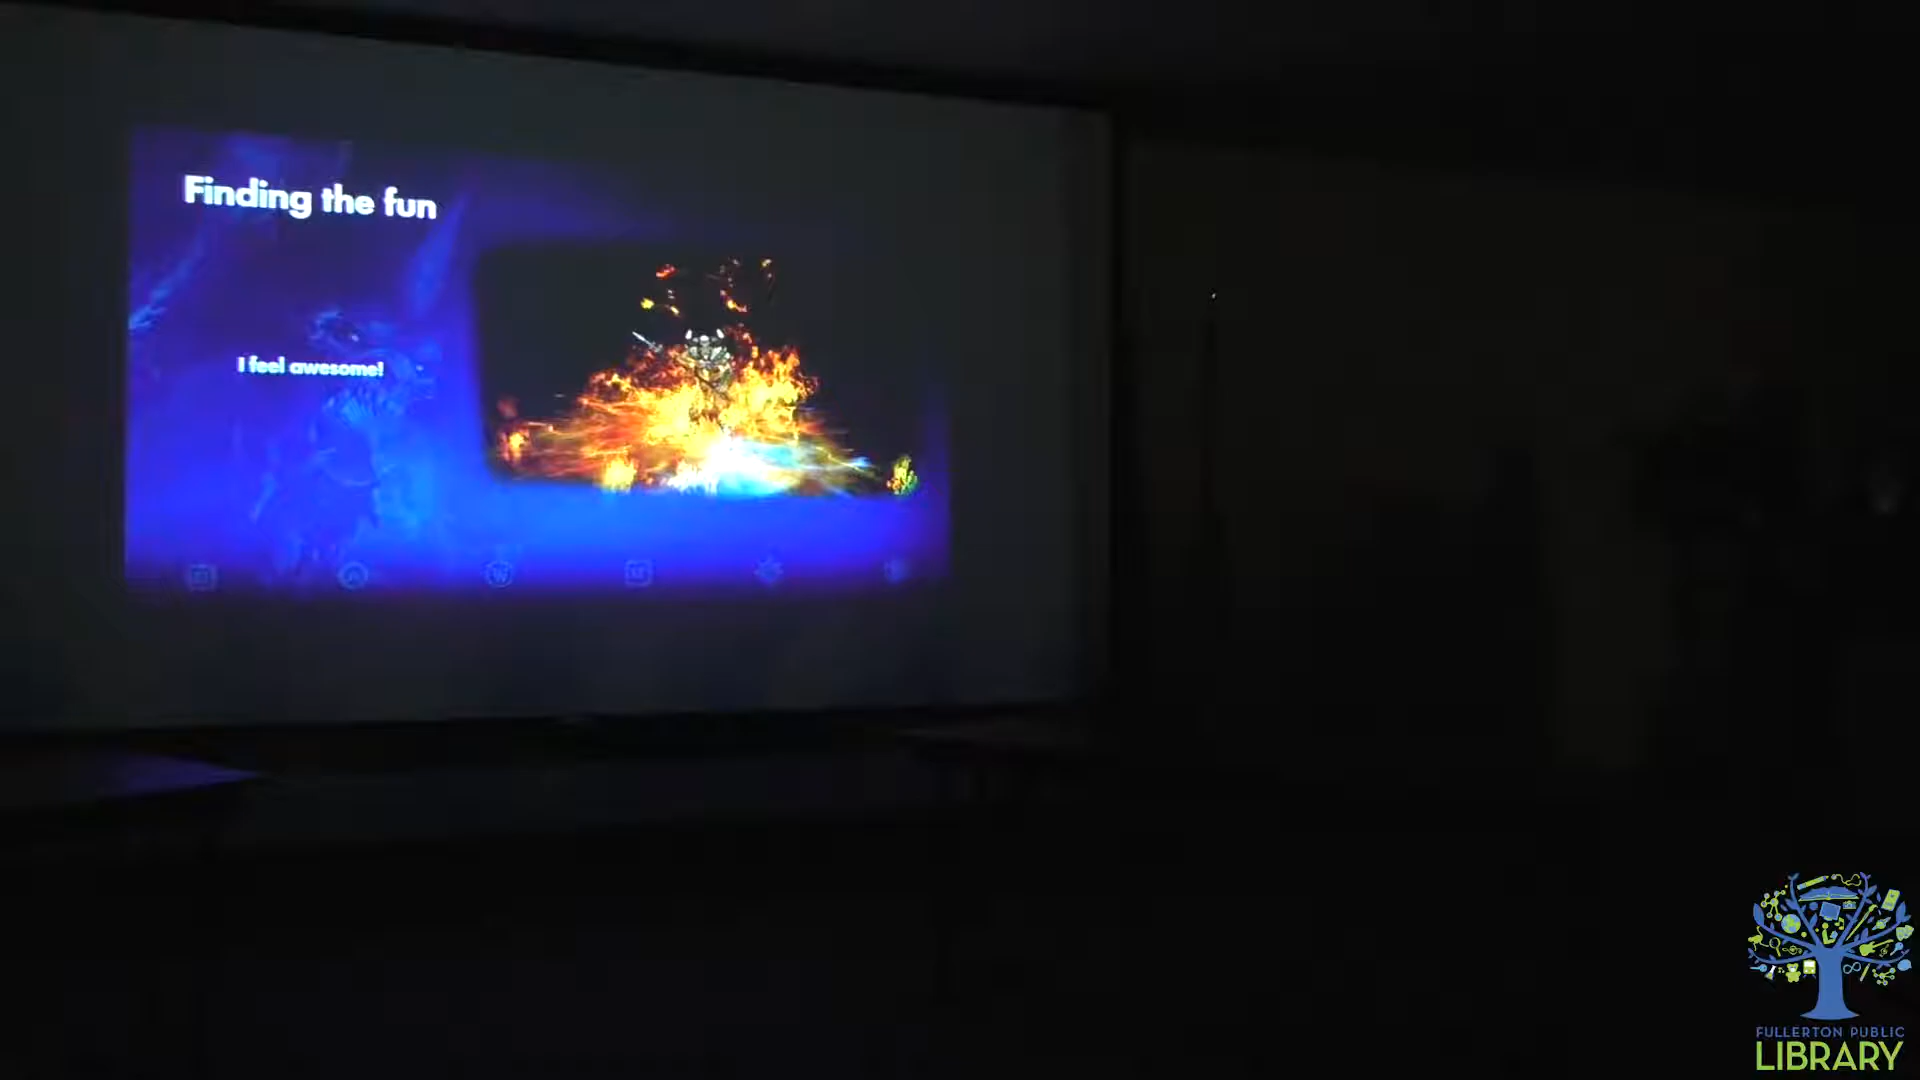 Finding the fun
I feel awesome!
FULLERTON PUBLIC
LIBRARY